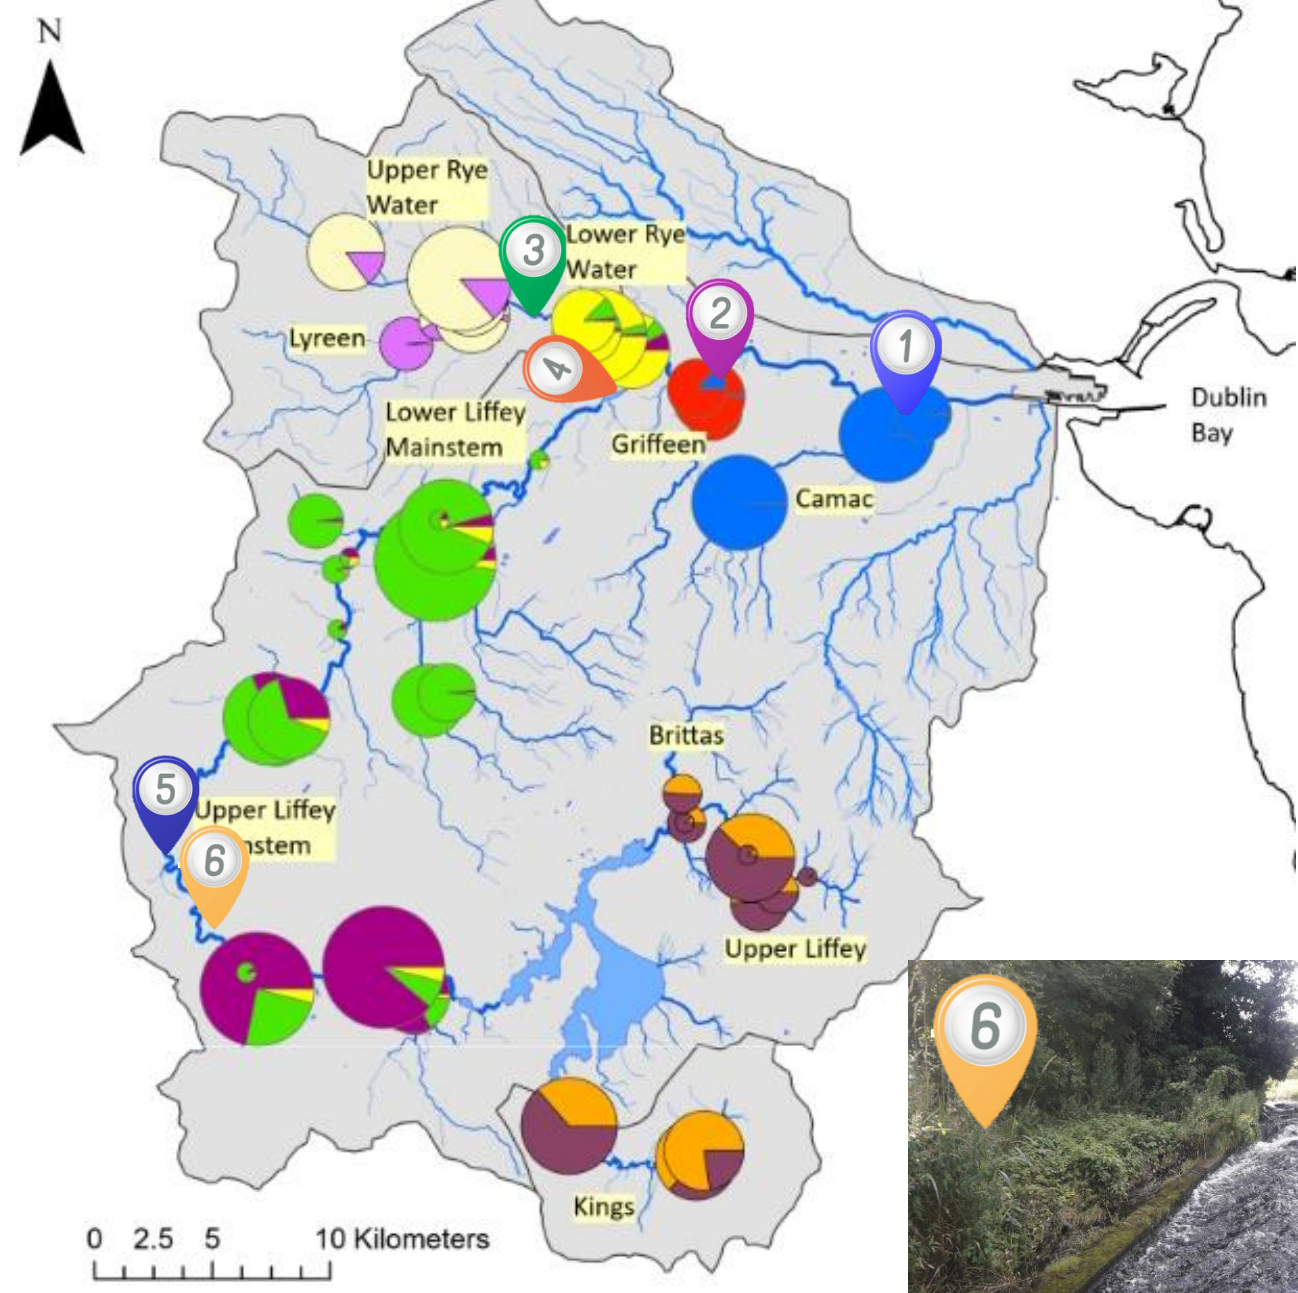 N
Upper Rye
Water
3
Lower Rye
Water
2
1
Lyreen
4
Dublin
Bay
Lower Liffey
Mainstem
Griffeen
Camac
Brittas
5
Upper Liffey
nstem
6
Upper Liffey
6
Kings
0 2.5 5 10 Kilometers